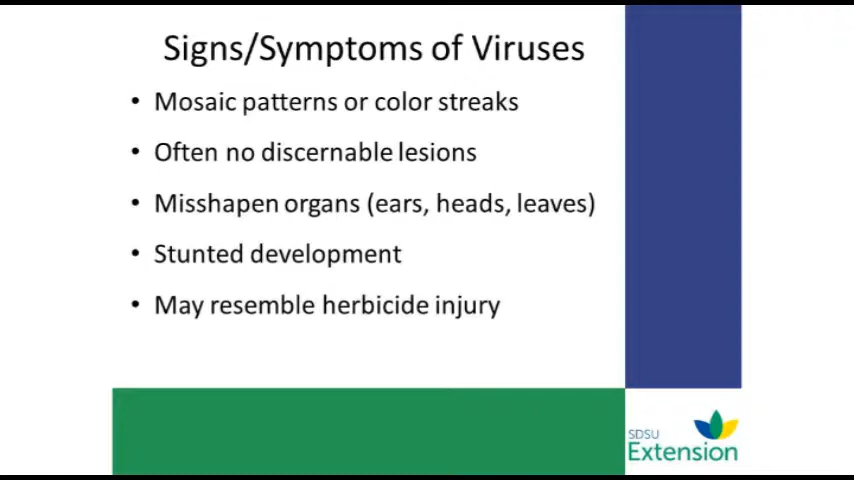 Signs/Symptoms of Viruses
• Mosaic patterns or color streaks
• Often no discernable lesions
• Misshapen organs (ears, heads, leaves)
• Stunted development
• May resemble herbicide injury
SDSU
Extension